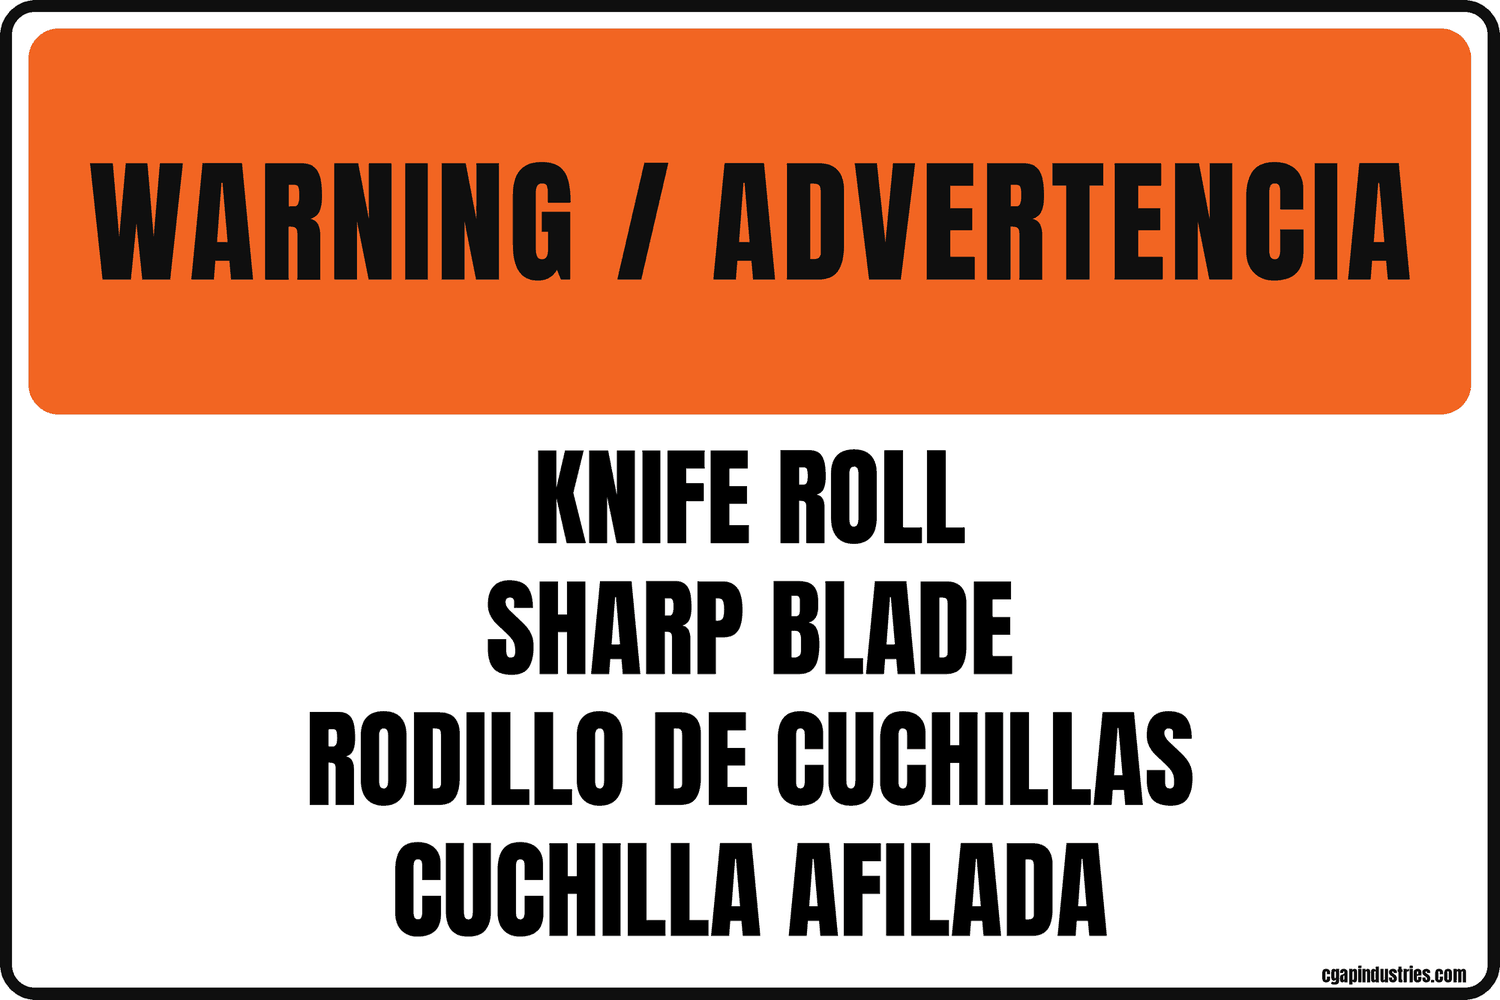 WARNING / ADVERTENCIA
KNIFE ROLL
SHARP BLADE
RODILLO DE CUCHILLAS
CUCHILLA AFILADA
cgapindustries.com